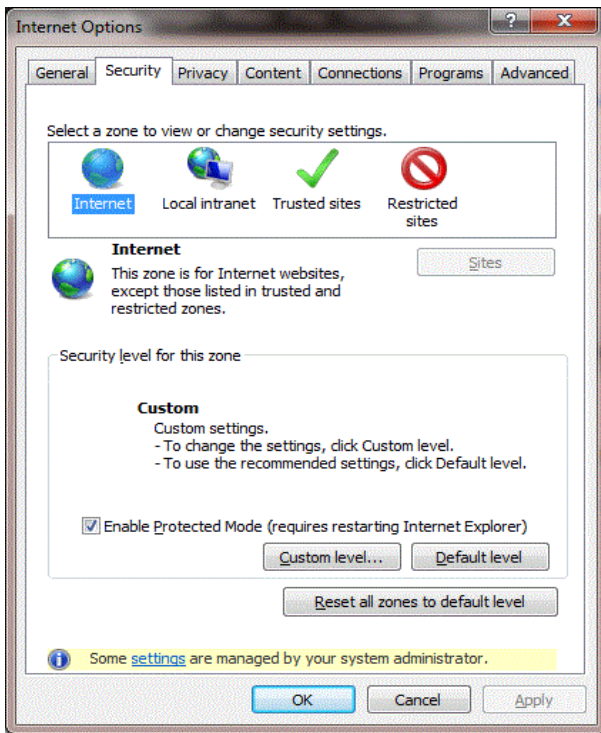 Internet Options
General Security Privacy Content Connections Programs Advanced
Select a zone to view or change security settings.
Internet Local intranet Trusted sites Restricted sites
Internet
This zone is for Internet websites,
except those listed in trusted and
restricted zones.
Sites
Security level for this zone
Custom
Custom settings.
- To change the settings, click Custom level.
- To use the recommended settings, click Default level.
Enable Protected Mode (requires restarting Internet Explorer)
Custom level... Default level
Reset all zones to default level
Some settings are managed by your system administrator.
OK Cancel Apply